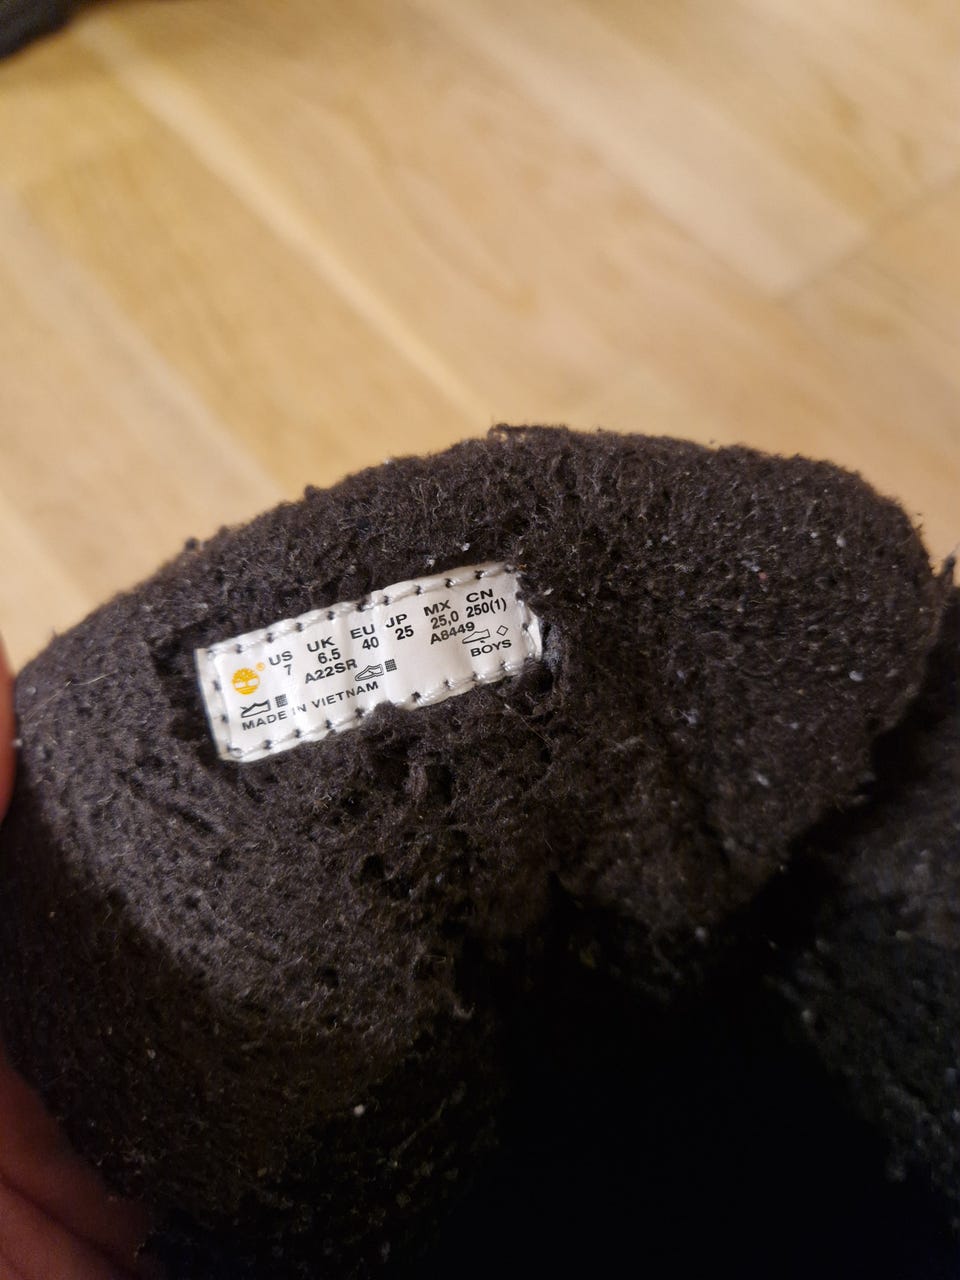 ® US UK EU JP MX CN
7 6.5 40 25 25,0 250(1)
A22SR A8449
MADE IN VIETNAM BOYS